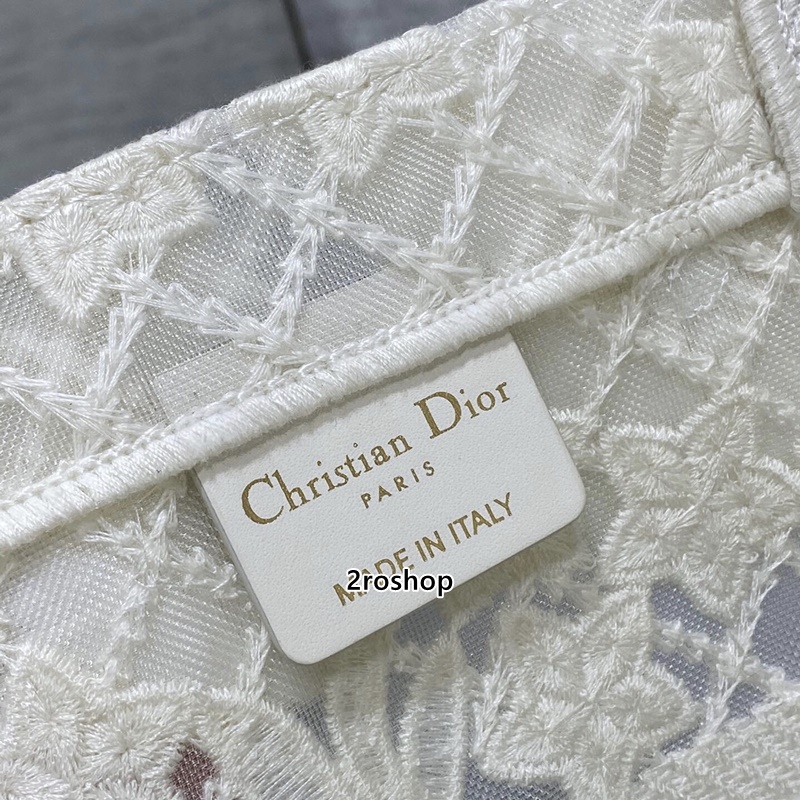 Christian Dior
PARIS
MADE IN ITALY
2roshop